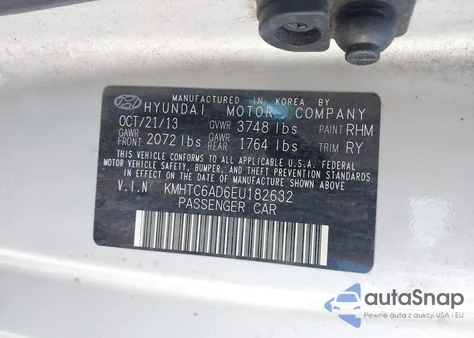 MANUFACTURED IN KOREA BY
HYUNDAI MOTOR COMPANY
OCT/21/13 GVWR 3748 lbs PAINT RHM
GAWR FRONT 2072 lbs GAWR REAR 1764 lbs TRIM RY
THIS VEHICLE CONFORMS TO ALL APPLICABLE U.S.A. FEDERAL
MOTOR VEHICLE SAFETY, BUMPER, AND THEFT PREVENTION
STANDARDS IN EFFECT ON THE DATE OF MANUFACTURE SHOWN ABOVE.
V.I.N KMHTC6AD6EU182632
PASSENGER CAR
autoSnap
Pewne auta z aukcji USA - EU